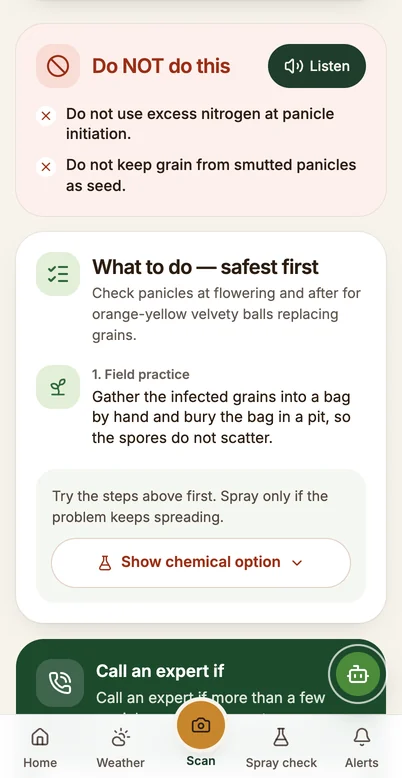 Do NOT do this
Listen
Do not use excess nitrogen at panicle
initiation.
Do not keep grain from smutted panicles
as seed.
What to do — safest first
Check panicles at flowering and after for
orange-yellow velvety balls replacing
grains.
1. Field practice
Gather the infected grains into a bag
by hand and bury the bag in a pit, so
the spores do not scatter.
Try the steps above first. Spray only if the
problem keeps spreading.
Show chemical option
Call an expert if
Call an expert if more than a few
Home
Weather
Scan
Spray check
Alerts